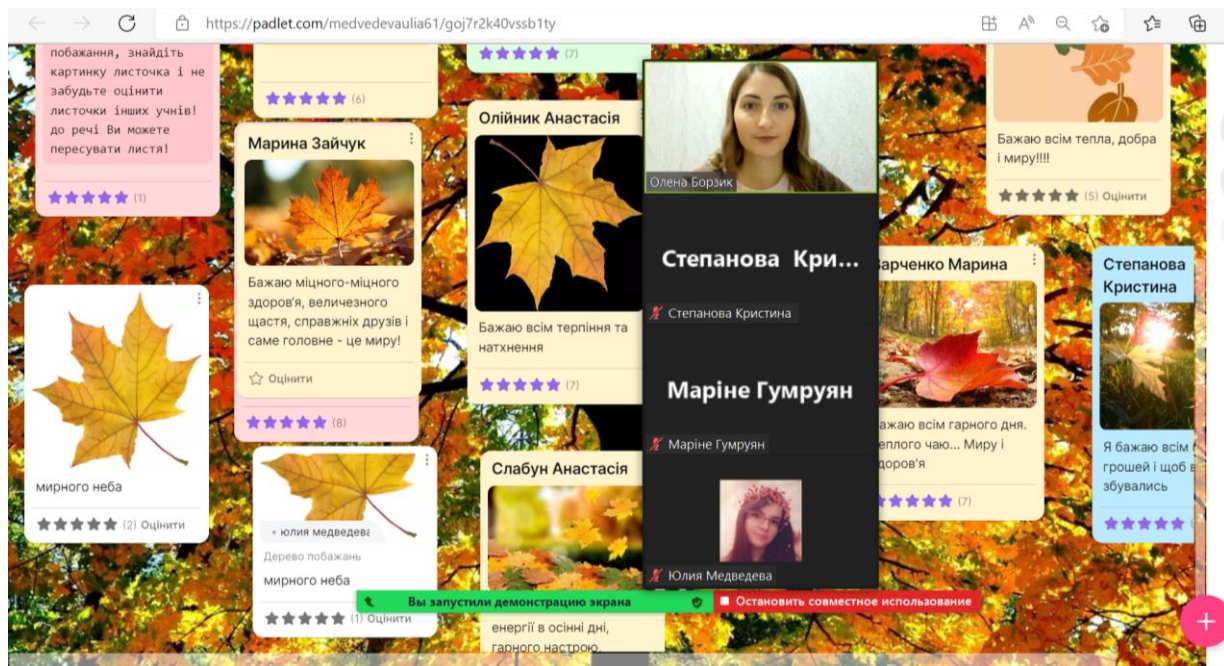 https://padlet.com/medvedevaulia61/goj7r2k40vssb1ty
побажання, знайдіть
картинку листочка і не
забудьте оцінити
листочки інших учнів!
до речі Ви можете
пересувати листя!
(1)
мирного неба
(2) Оцінити
(6)
Марина Зайчук
Бажаю міцного-міцного
здоров'я, величезного
щастя, справжніх друзів і
саме головне - це миру!
Оцінити
(8)
+ юлия медведева
Дерево побажань
мирного неба
(1) Оцінити
(7)
Олійник Анастасія
Бажаю всім терпіння та
натхнення
(7)
Слабун Анастасія
енергії в осінні дні,
гарного настрою.
Олена Борзик
Степанова Кри...
Степанова Кристина
Маріне Гумруян
Маріне Гумруян
Юлия Медведева
Вы запустили демонстрацию экрана
Остановить совместное использование
Бажаю всім тепла, добра
і миру!!!!
(5) Оцінити
арченко Марина
ажаю всім гарного дня.
еплого чаю... Миру і
доров'я
(7)
Степанова
Кристина
Я бажаю всім
грошей і щоб в
збувались